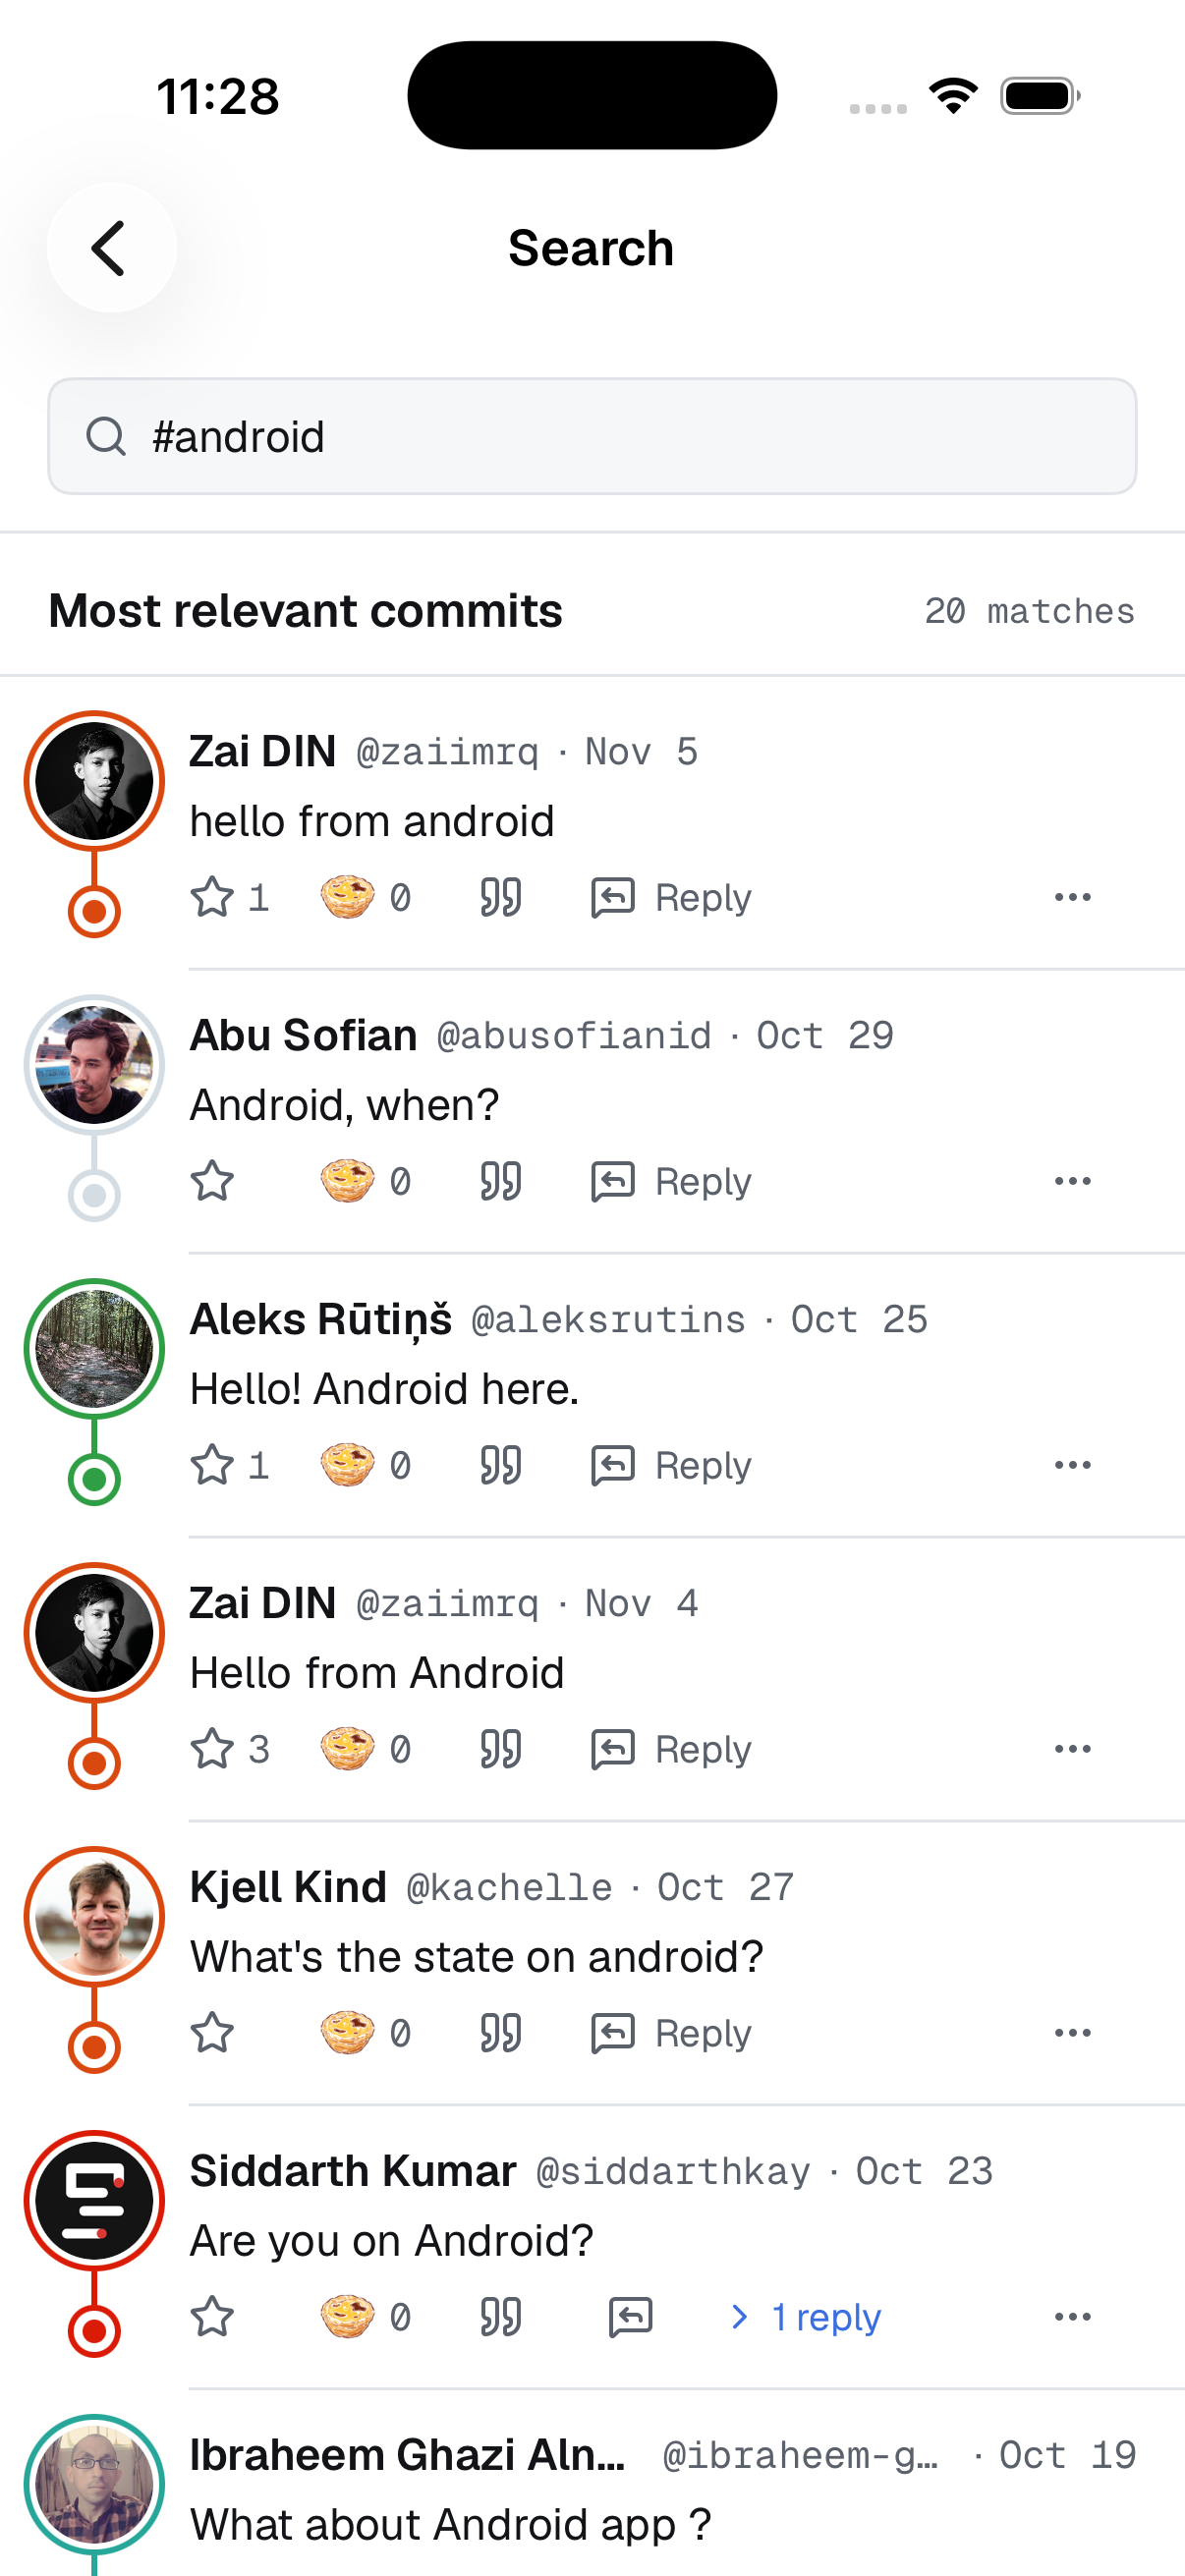 11:28
Search
#android
Most relevant commits 20 matches
Zai DIN @zaiimrq · Nov 5
hello from android
1 0 Reply
Abu Sofian @abusofianid · Oct 29
Android, when?
0 Reply
Aleks Rūtiņš @aleksrutins · Oct 25
Hello! Android here.
1 0 Reply
Zai DIN @zaiimrq · Nov 4
Hello from Android
3 0 Reply
Kjell Kind @kachelle · Oct 27
What's the state on android?
0 Reply
Siddarth Kumar @siddarthkay · Oct 23
Are you on Android?
0 1 reply
Ibraheem Ghazi Aln... @ibraheem-g… · Oct 19
What about Android app ?